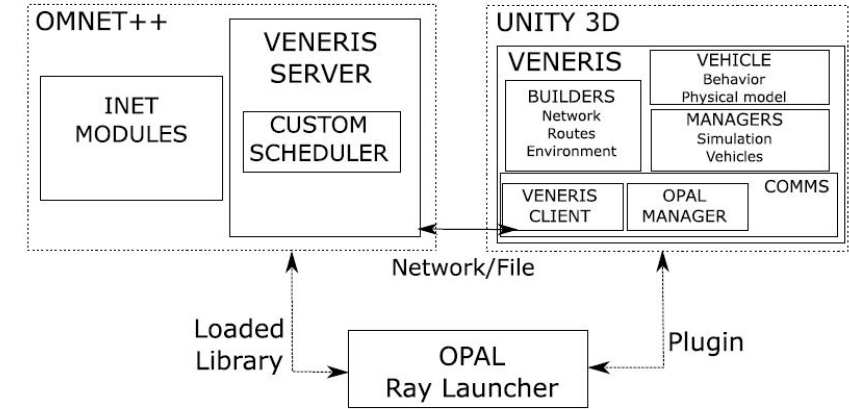 OMNET++
INET
MODULES
VENERIS
SERVER
CUSTOM
SCHEDULER
UNITY 3D
VENERIS
BUILDERS
Network
Routes
Environment
VEHICLE
Behavior
Physical model
MANAGERS
Simulation
Vehicles
COMMS
VENERIS
CLIENT
OPAL
MANAGER
Network/File
Loaded
Library
OPAL
Ray Launcher
Plugin